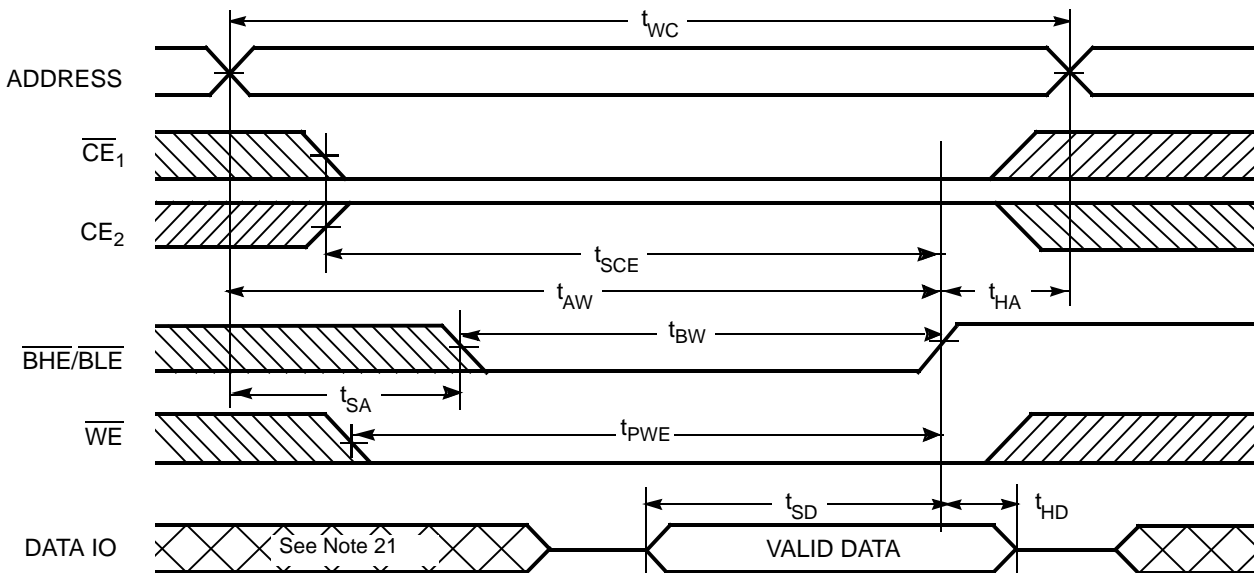 tWC
ADDRESS
CE1
CE2
tSCE
tAW
tHA
tBW
BHE/BLE
tSA
WE
tPWE
tSD
tHD
DATA IO
See Note 21
VALID DATA